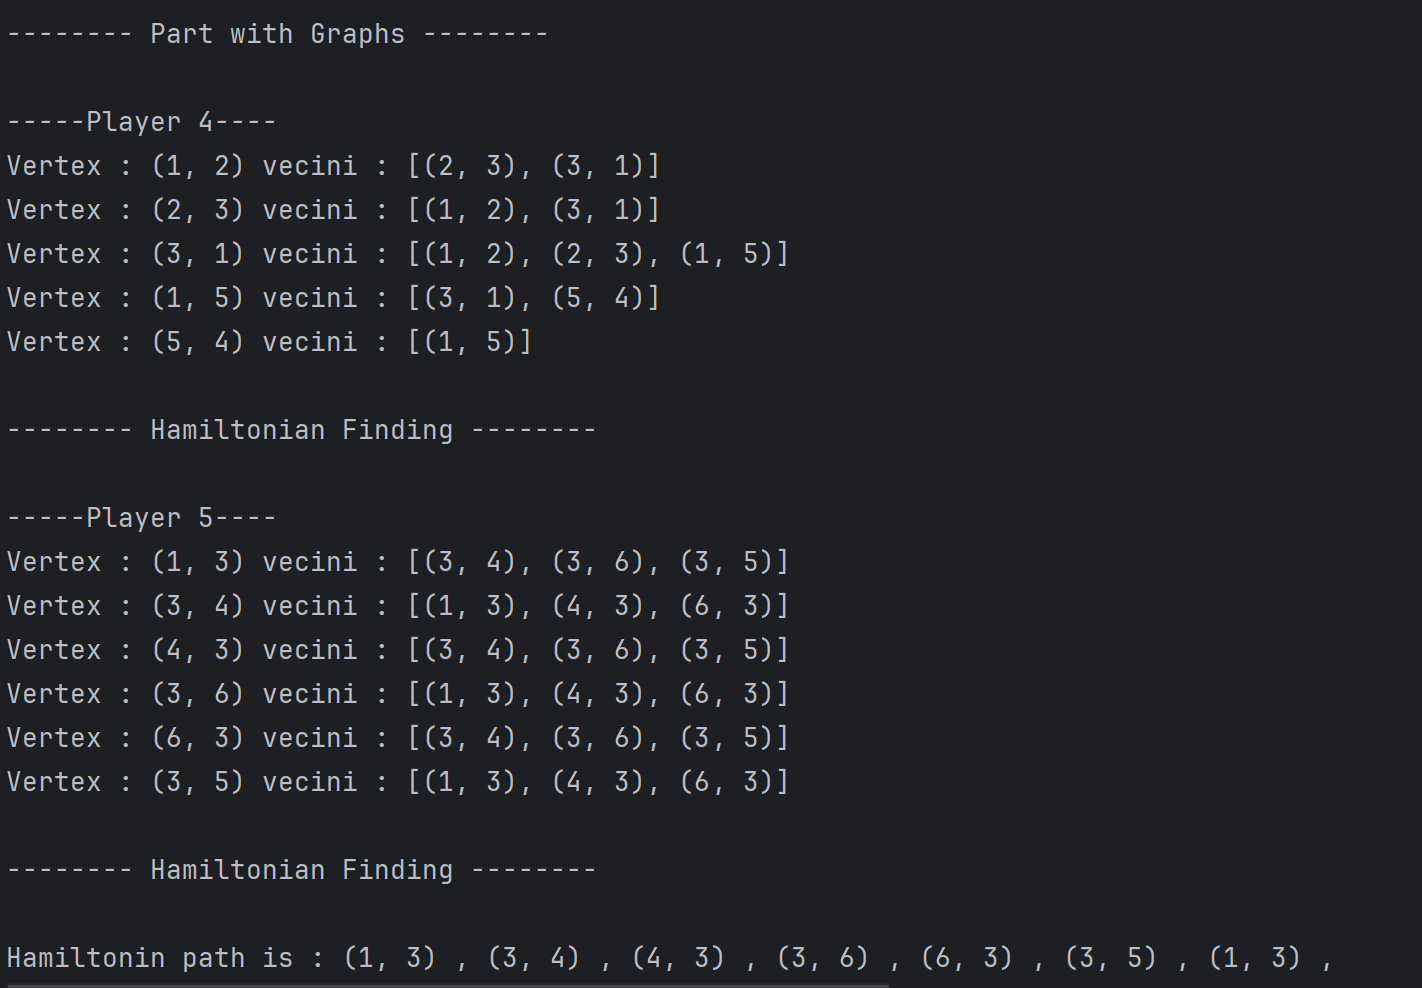 -------- Part with Graphs --------
-----Player 4----
Vertex : (1, 2) vecini : [(2, 3), (3, 1)]
Vertex : (2, 3) vecini : [(1, 2), (3, 1)]
Vertex : (3, 1) vecini : [(1, 2), (2, 3), (1, 5)]
Vertex : (1, 5) vecini : [(3, 1), (5, 4)]
Vertex : (5, 4) vecini : [(1, 5)]
-------- Hamiltonian Finding --------
-----Player 5----
Vertex : (1, 3) vecini : [(3, 4), (3, 6), (3, 5)]
Vertex : (3, 4) vecini : [(1, 3), (4, 3), (6, 3)]
Vertex : (4, 3) vecini : [(3, 4), (3, 6), (3, 5)]
Vertex : (3, 6) vecini : [(1, 3), (4, 3), (6, 3)]
Vertex : (6, 3) vecini : [(3, 4), (3, 6), (3, 5)]
Vertex : (3, 5) vecini : [(1, 3), (4, 3), (6, 3)]
-------- Hamiltonian Finding --------
Hamiltonin path is : (1, 3) , (3, 4) , (4, 3) , (3, 6) , (6, 3) , (3, 5) , (1, 3) ,